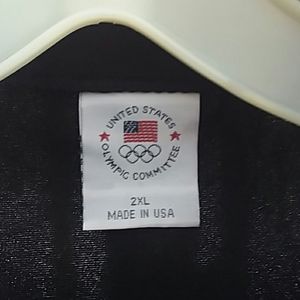 UNITED STATES
OLYMPIC COMMITTEE
2XL
MADE IN USA